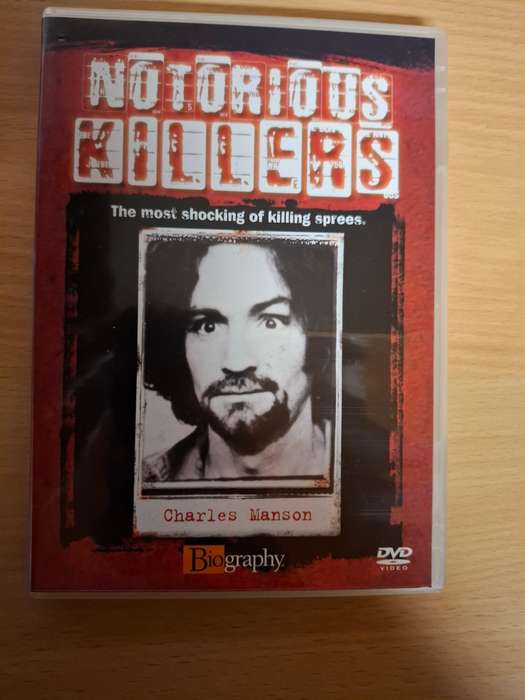 NOTORIOUS
KILLERS
The most shocking of killing sprees.
Charles Manson
Biography
DVD
VIDEO